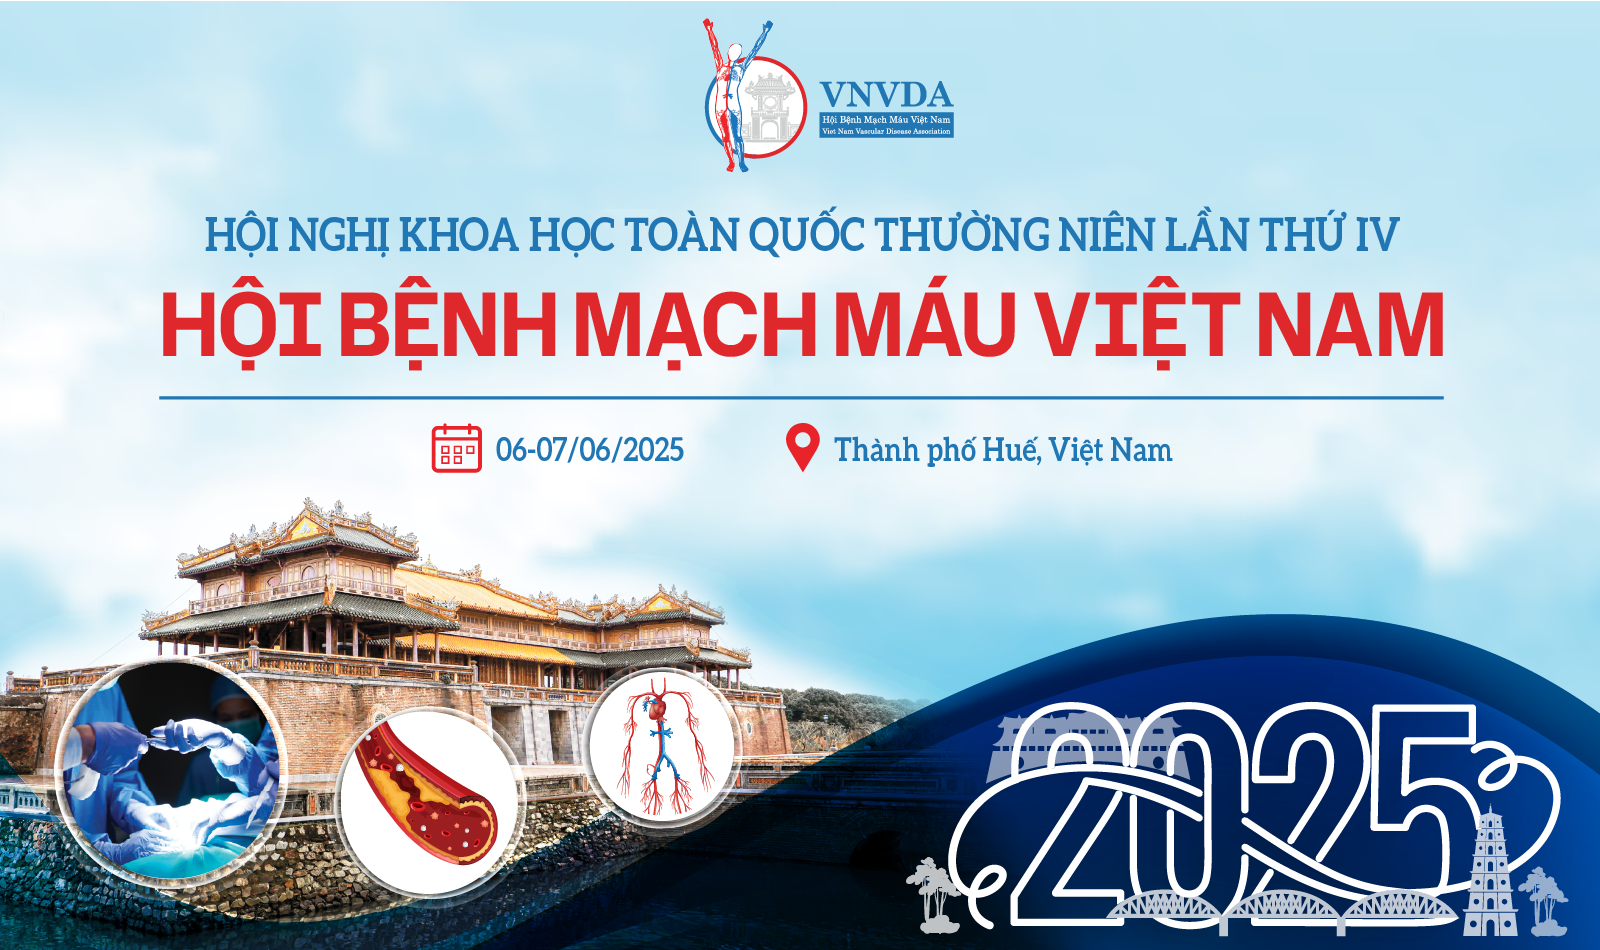 VNVDA
Hội Bệnh Mạch Máu Việt Nam
Viet Nam Vascular Disease Association
HỘI NGHỊ KHOA HỌC TOÀN QUỐC THƯỜNG NIÊN LẦN THỨ IV
HỘI BỆNH MẠCH MÁU VIỆT NAM
06-07/06/2025
Thành phố Huế, Việt Nam
2025